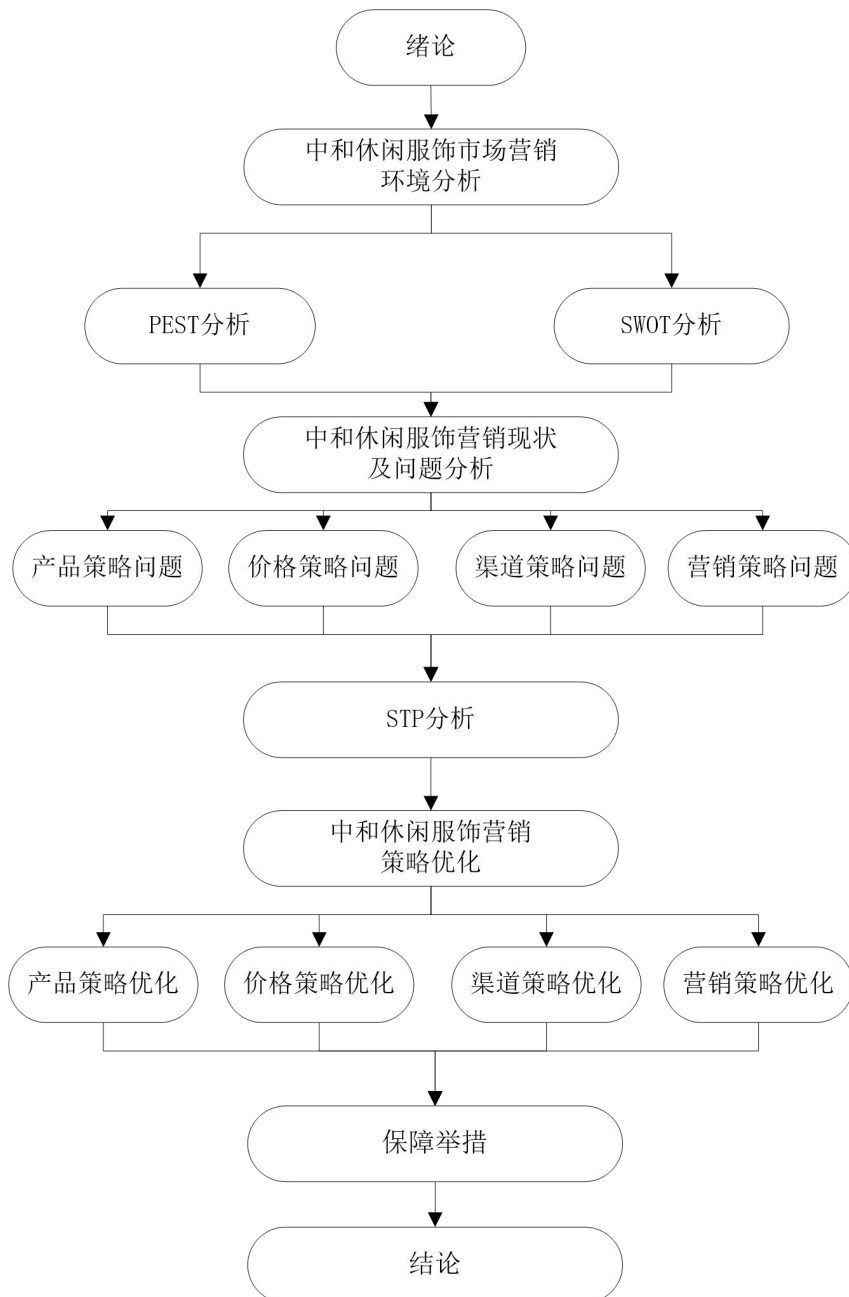 绪论
中和休闲服饰市场营销
环境分析
PEST分析
SWOT分析
中和休闲服饰营销现状
及问题分析
产品策略问题
价格策略问题
渠道策略问题
营销策略问题
STP分析
中和休闲服饰营销
策略优化
产品策略优化
价格策略优化
渠道策略优化
营销策略优化
保障举措
结论